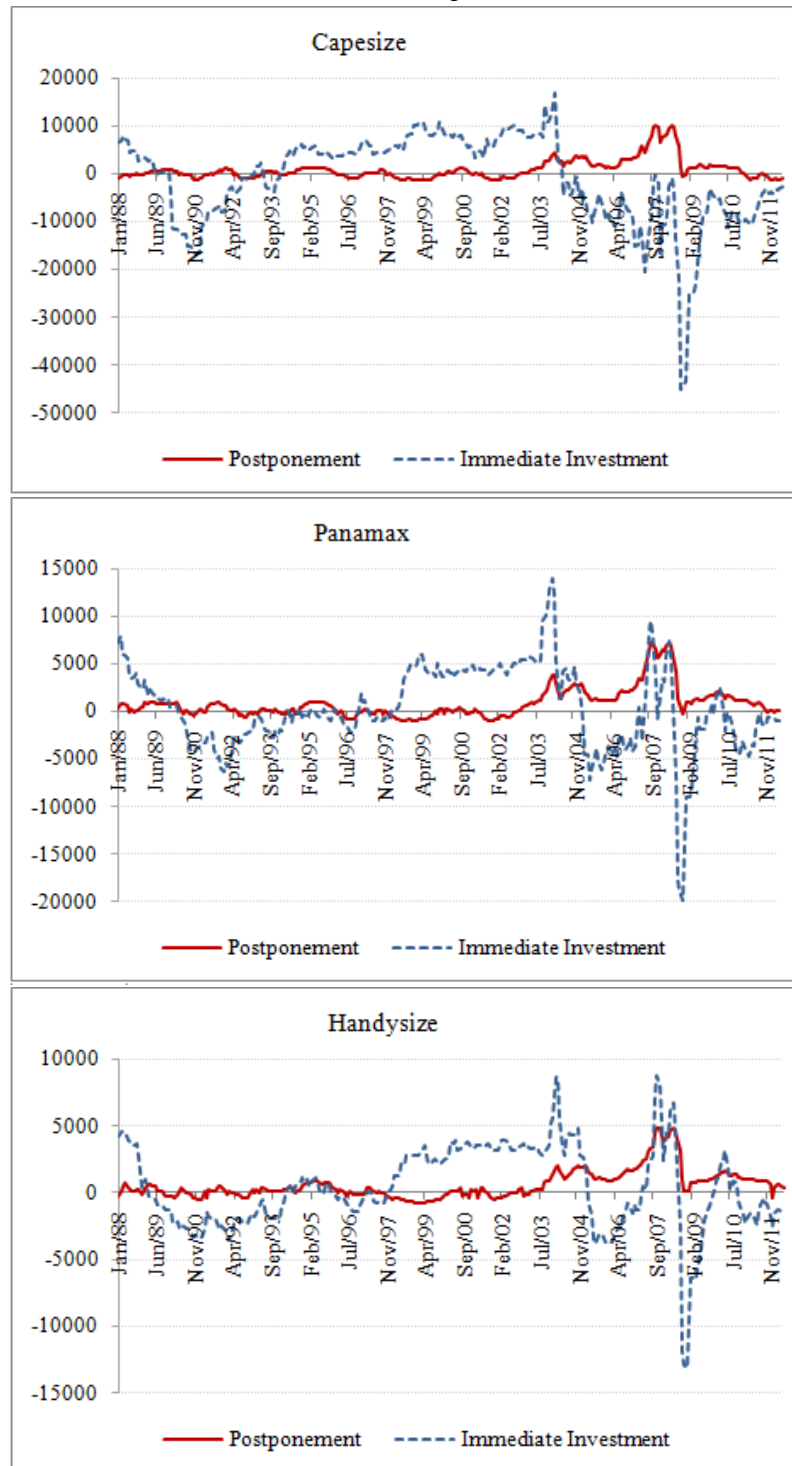 Capesize
20000
10000
0
-10000
-20000
-30000
-40000
-50000
Jan/88 Jun/89 Nov/90 Apr/92 Sep/93 Feb/95 Jul/96 Nov/97 Apr/99 Sep/00 Feb/02 Jul/03 Nov/04 Apr/06 Sep/07 Feb/09 Jul/10 Nov/11
Postponement Immediate Investment
Panamax
15000
10000
5000
0
-5000
-10000
-15000
-20000
Jan/88 Jun/89 Nov/90 Apr/92 Sep/93 Feb/95 Jul/96 Nov/97 Apr/99 Sep/00 Feb/02 Jul/03 Nov/04 Apr/06 Sep/07 Feb/09 Jul/10 Nov/11
Postponement Immediate Investment
Handysize
10000
5000
0
-5000
-10000
-15000
Jan/88 Jun/89 Nov/90 Apr/92 Sep/93 Feb/95 Jul/96 Nov/97 Apr/99 Sep/00 Feb/02 Jul/03 Nov/04 Apr/06 Sep/07 Feb/09 Jul/10 Nov/11
Postponement Immediate Investment